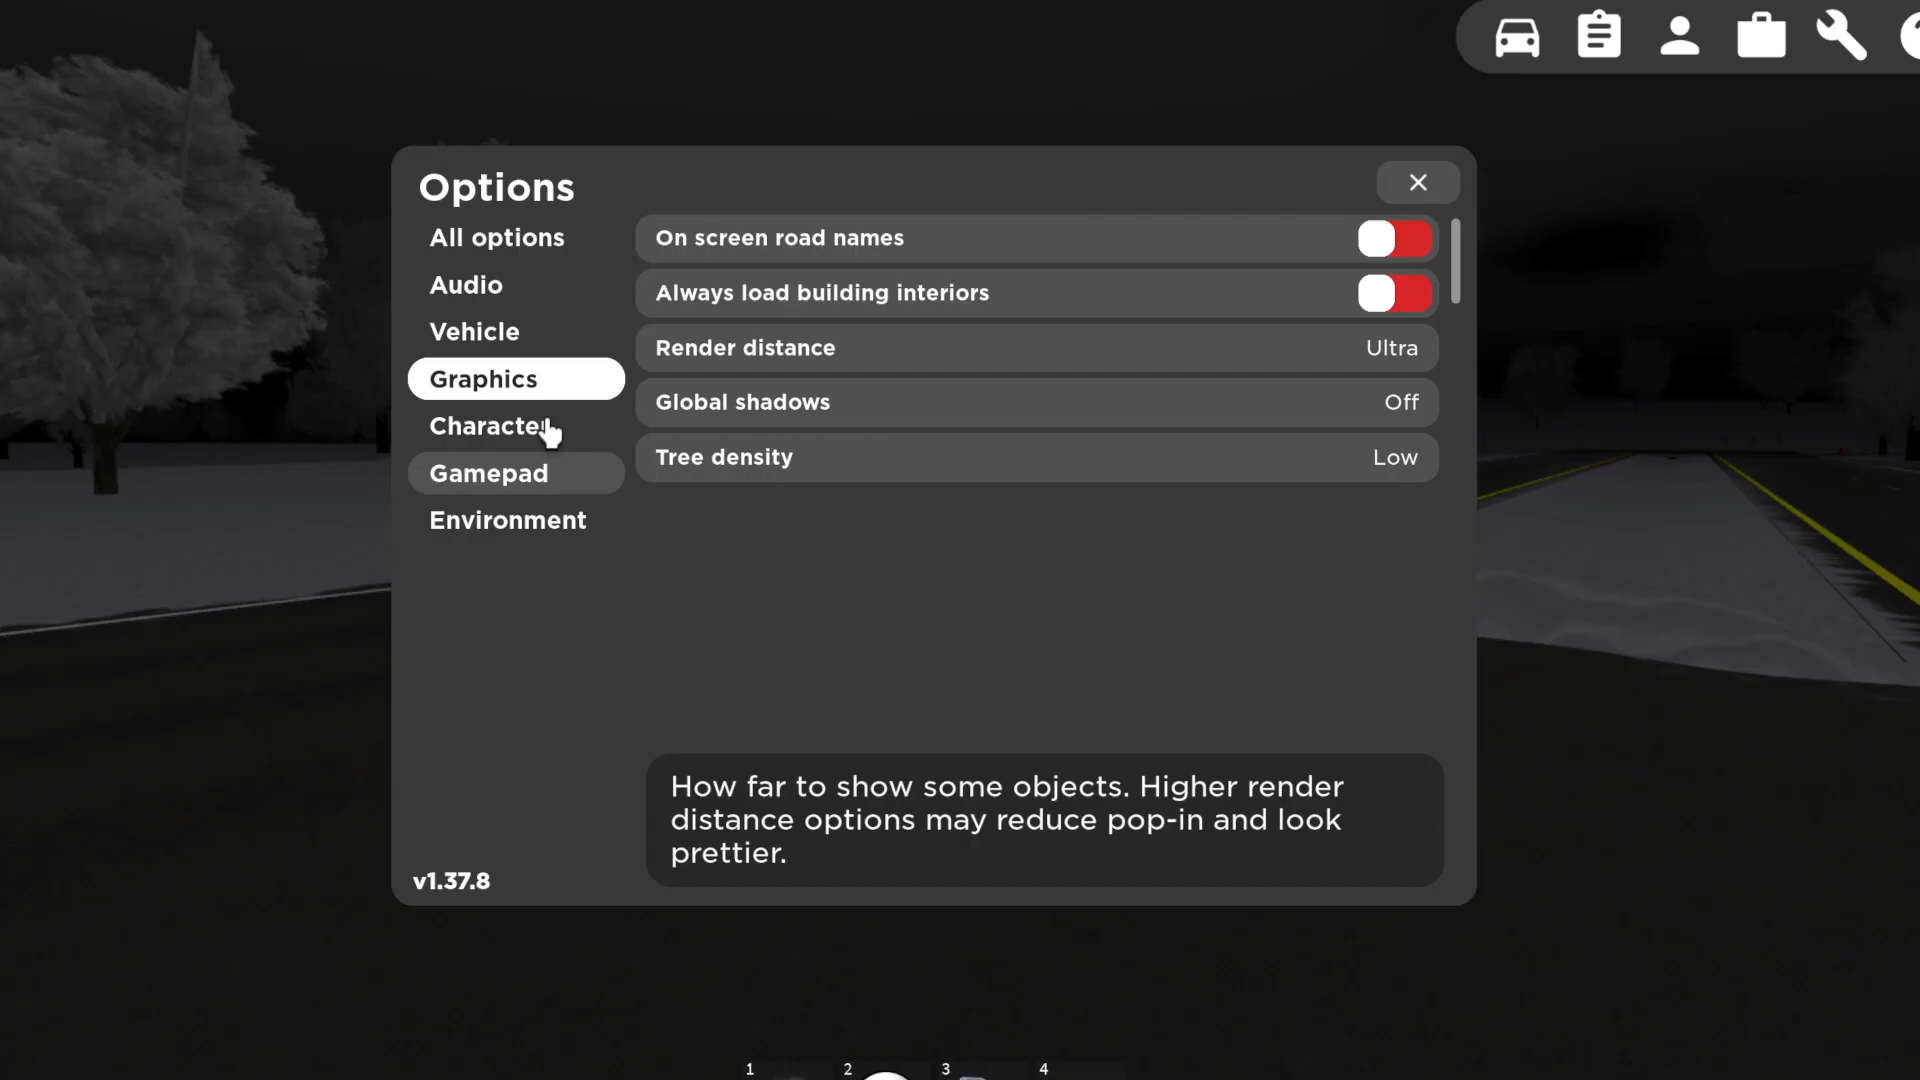 Options
All options
Audio
Vehicle
Graphics
Character
Gamepad
Environment
On screen road names
Always load building interiors
Render distance Ultra
Global shadows Off
Tree density Low
How far to show some objects. Higher render
distance options may reduce pop-in and look
prettier.
v1.37.8
1 2 3 4